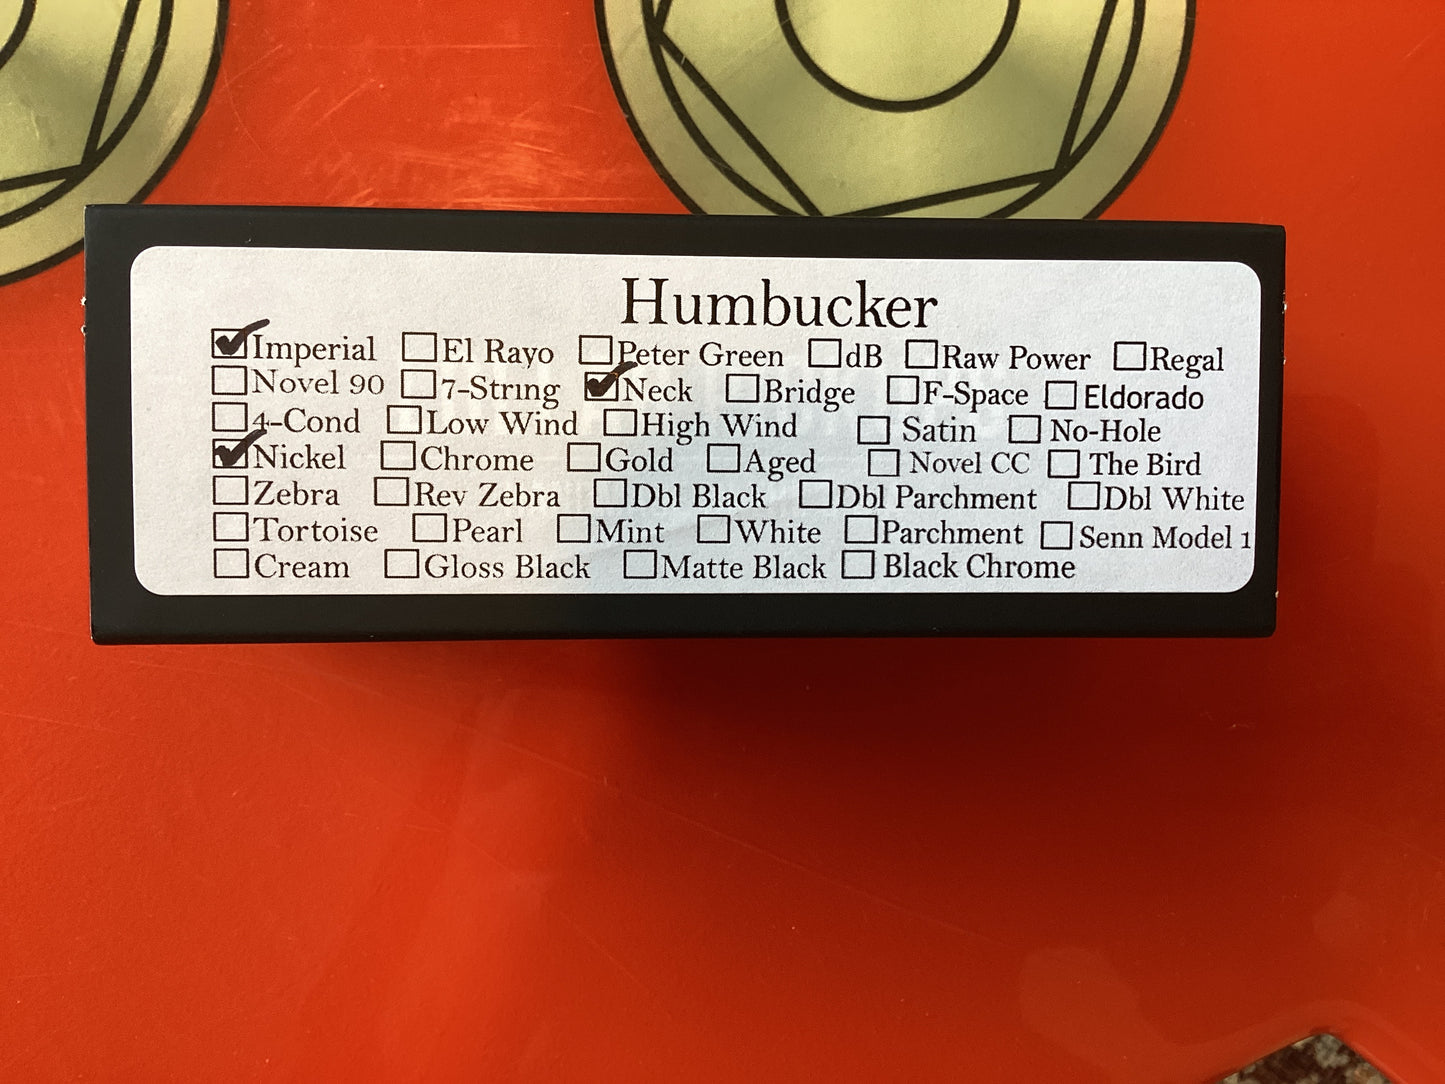 Humbucker
☑Imperial ☐El Rayo ☐Peter Green ☐dB ☐Raw Power ☐Regal
☐Novel 90 ☐7-String ☑Neck ☐Bridge ☐F-Space ☐Eldorado
☐4-Cond ☐Low Wind ☐High Wind ☐Satin ☐No-Hole
☑Nickel ☐Chrome ☐Gold ☐Aged ☐Novel CC ☐The Bird
☐Zebra ☐Rev Zebra ☐Dbl Black ☐Dbl Parchment ☐Dbl White
☐Tortoise ☐Pearl ☐Mint ☐White ☐Parchment ☐Senn Model 1
☐Cream ☐Gloss Black ☐Matte Black ☐Black Chrome